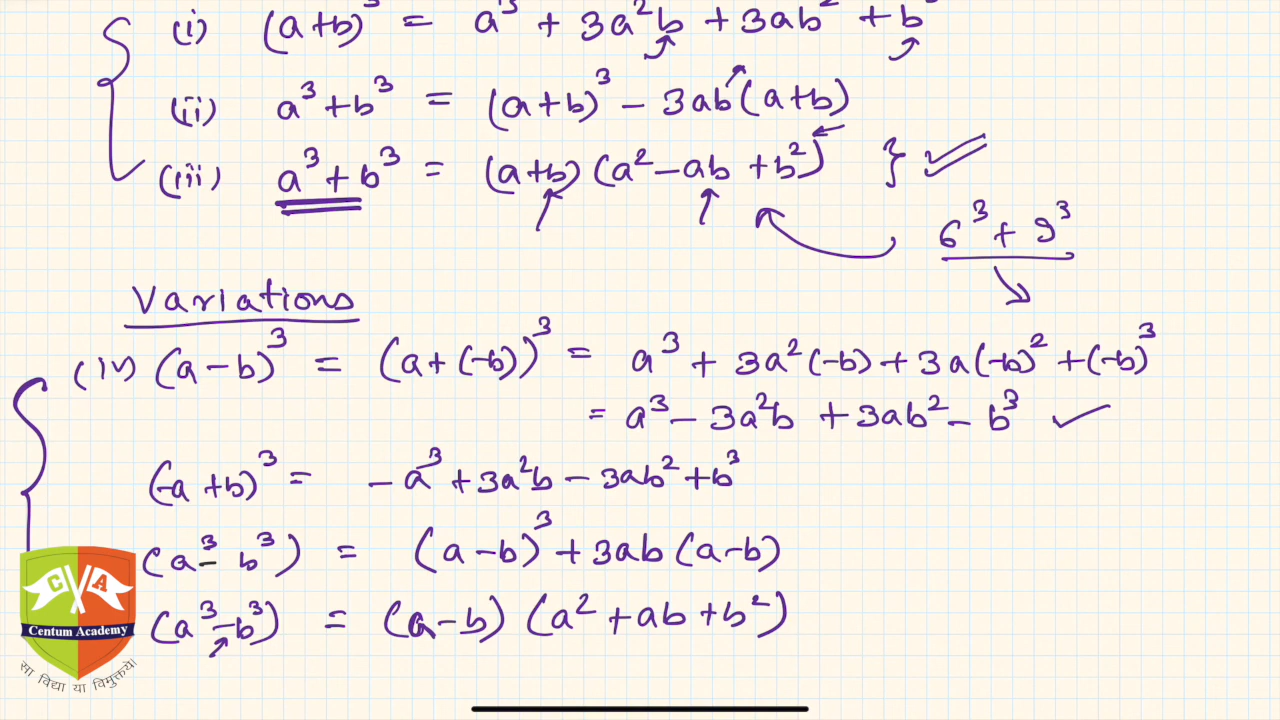 (i) (a+b)³ = a³ + 3a²b + 3ab² + b³
(ii) a³+b³ = (a+b)³ − 3ab(a+b)
(iii) a³+b³ = (a+b)(a²−ab+b²) }
6³ + 9³
Variations
(iv) (a−b)³ = (a+(−b))³ = a³ + 3a²(−b) + 3a(−b)² + (−b)³
= a³ − 3a²b + 3ab² − b³ ✓
(−a+b)³ = −a³ + 3a²b − 3ab² + b³
(a³−b³) = (a−b)³ + 3ab(a−b)
(a³−b³) = (a−b)(a²+ab+b²)
C A
Centum Academy
सा विद्या या विमुक्तये।